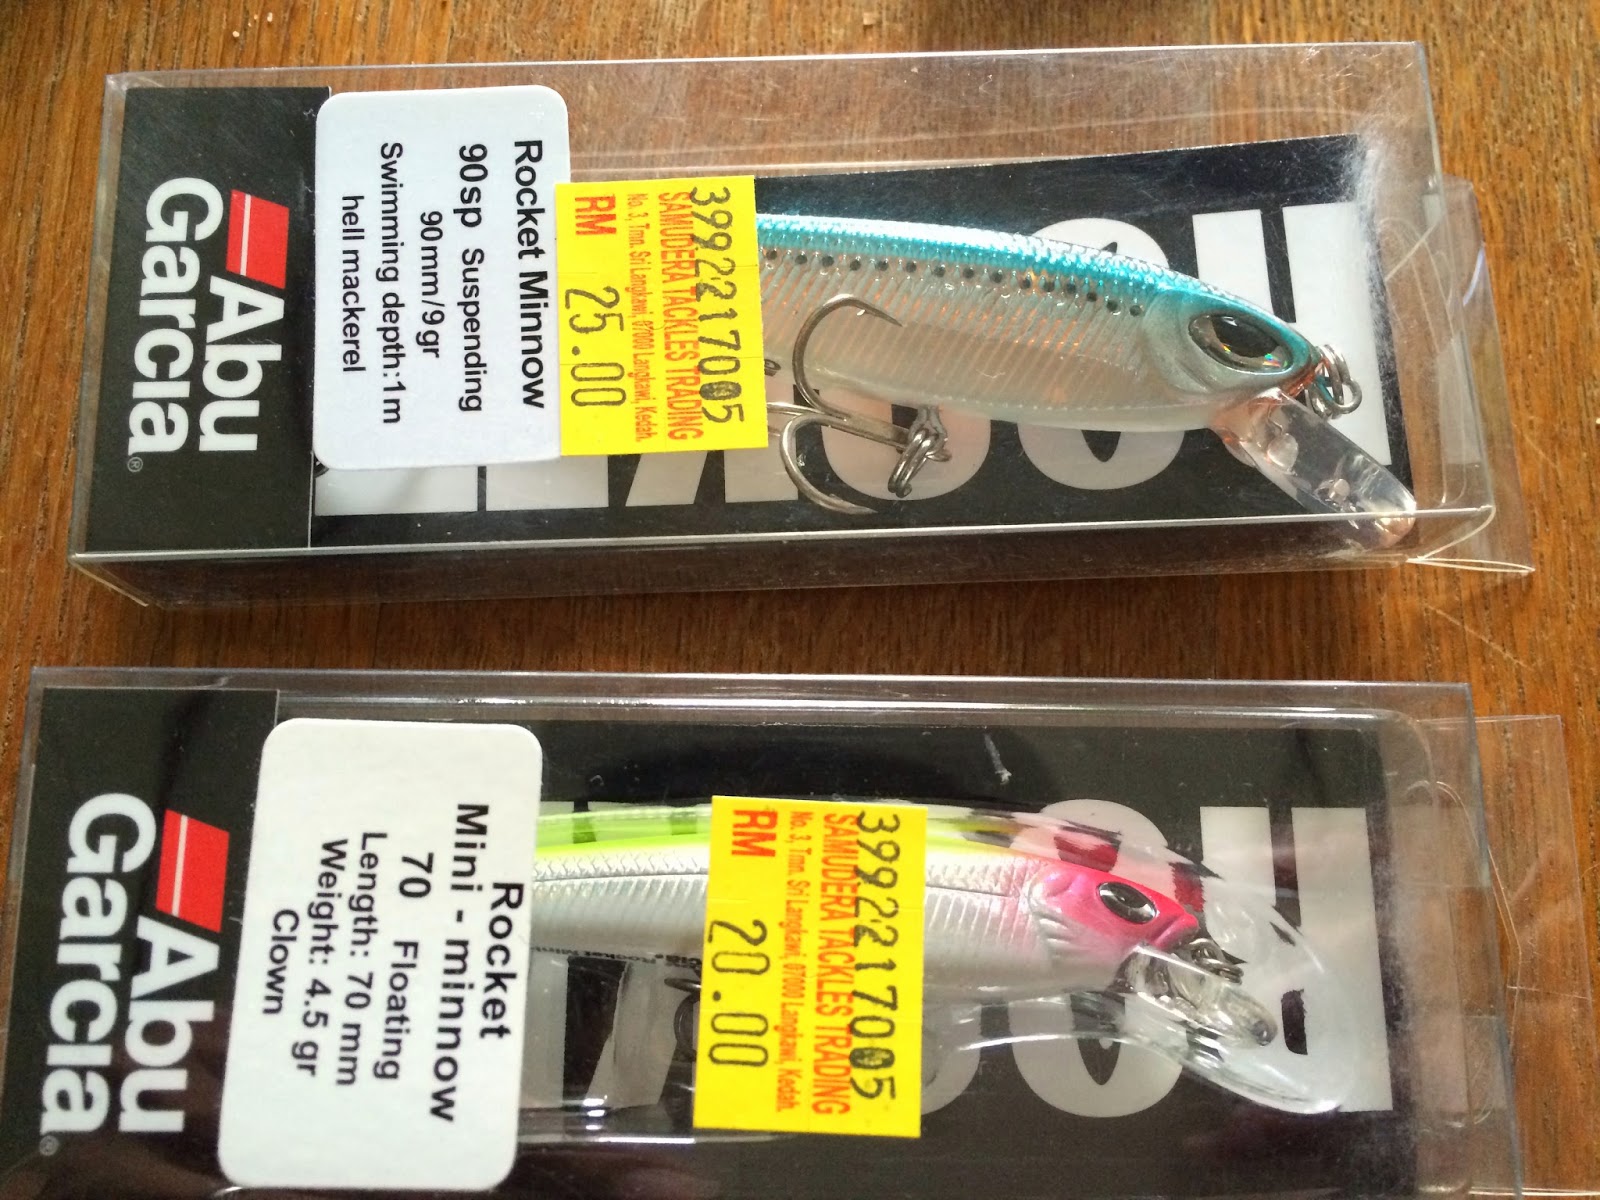 Abu
Garcia®
Rocket Minnow
90sp Suspending
90mm/9gr
Swimming depth:1m
hell mackerel
3992217005
SAMUDERA TACKLES TRADING
No. 3, Tmn. Sri Langkawi, 07000 Langkawi, Kedah.
RM 25.00
Abu
Garcia®
Rocket
Mini - minnow
70 Floating
Length: 70 mm
Weight: 4.5 gr
Clown
3992217005
SAMUDERA TACKLES TRADING
No. 3, Tmn. Sri Langkawi, 07000 Langkawi, Kedah.
RM 20.00